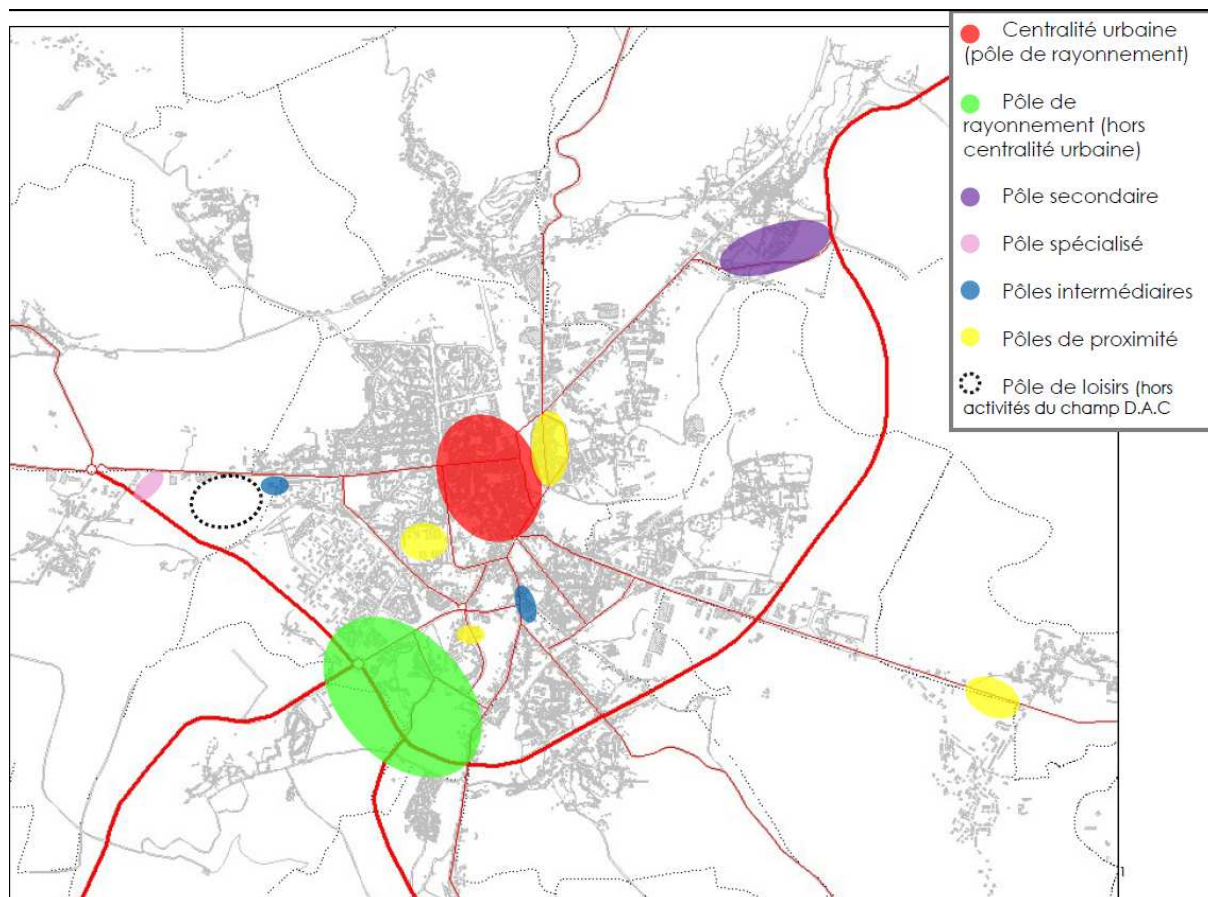 Centralité urbaine
(pôle de rayonnement)
Pôle de
rayonnement (hors
centralité urbaine)
Pôle secondaire
Pôle spécialisé
Pôles intermédiaires
Pôles de proximité
Pôle de loisirs (hors
activités du champ D.A.C
1